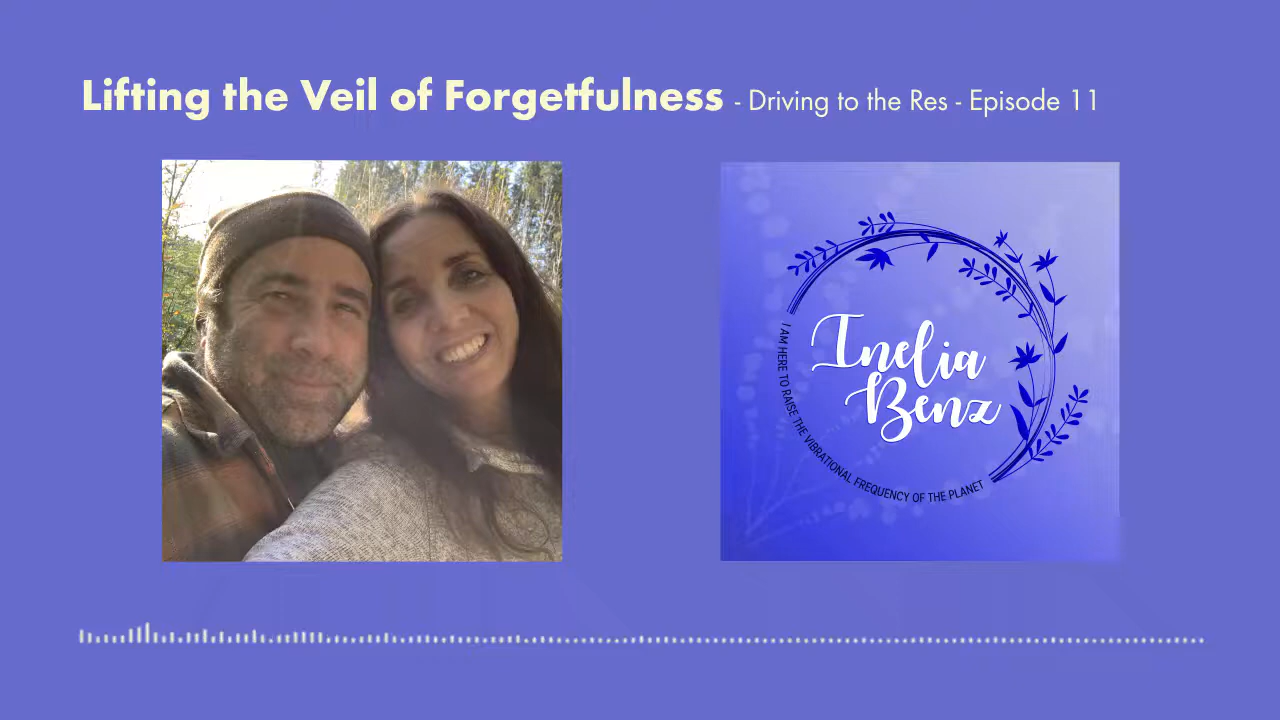 Lifting the Veil of Forgetfulness - Driving to the Res - Episode 11
Inelia
Benz
I AM HERE TO RAISE THE VIBRATIONAL FREQUENCY OF THE PLANET